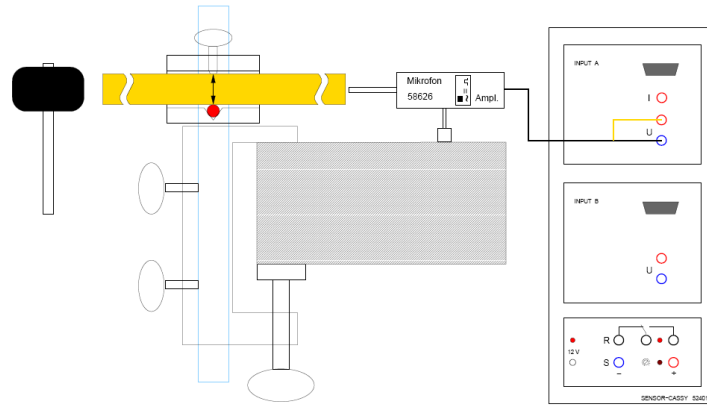 Mikrofon
58626
Ampl.
INPUT A
I
U
INPUT B
U
R
12 V
S
–
+
SENSOR-CASSY 52401